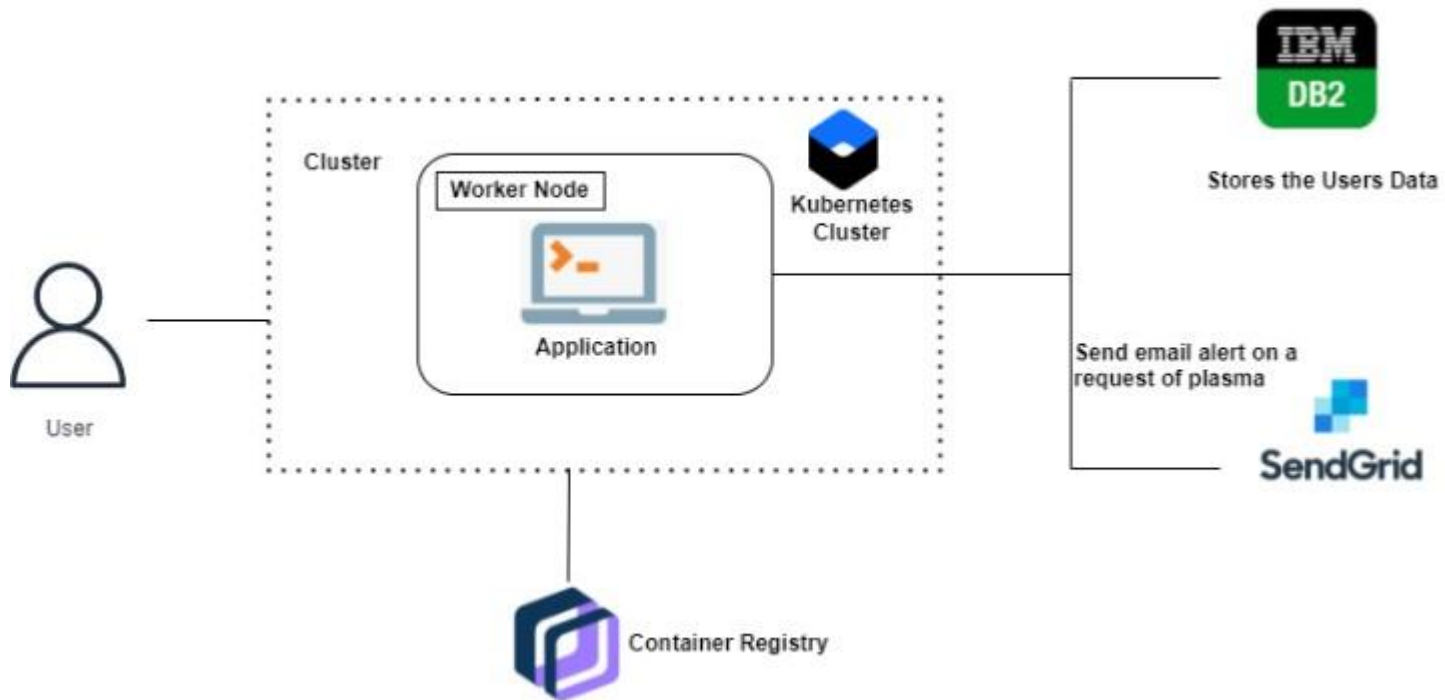 IBM
DB2
Stores the Users Data
Cluster
Worker Node
Kubernetes
Cluster
Application
User
Send email alert on a
request of plasma
SendGrid
Container Registry